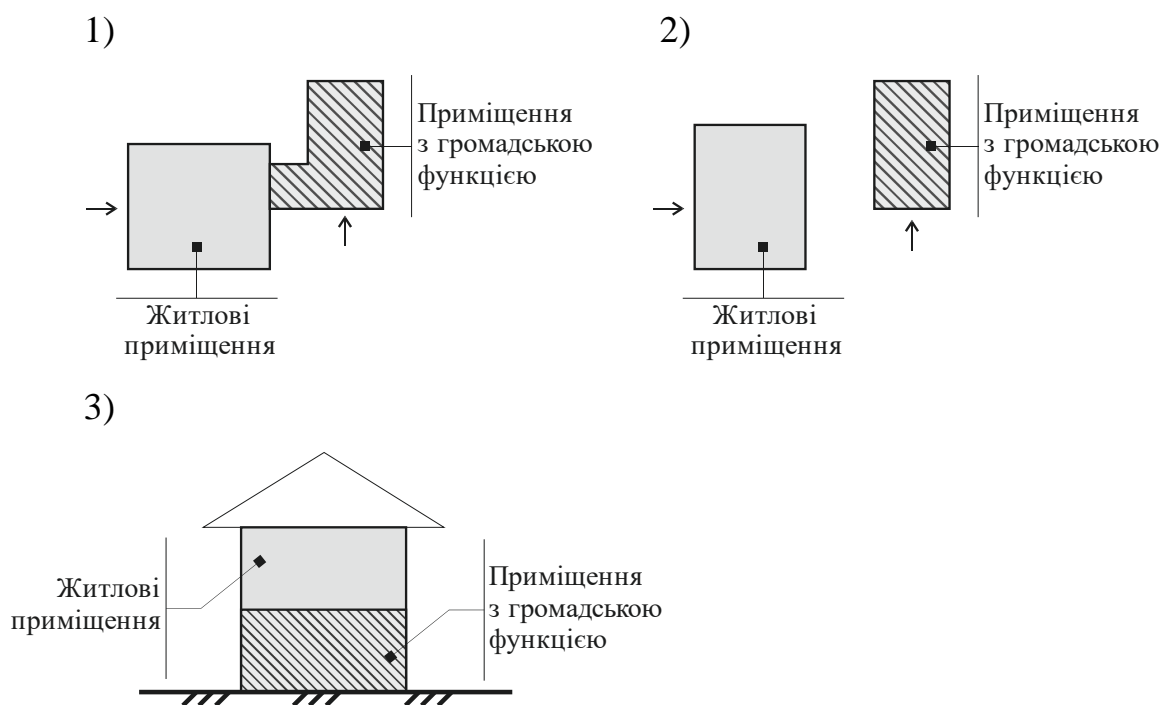 1)
Приміщення
з громадською
функцією
Житлові
приміщення
2)
Приміщення
з громадською
функцією
Житлові
приміщення
3)
Житлові
приміщення
Приміщення
з громадською
функцією